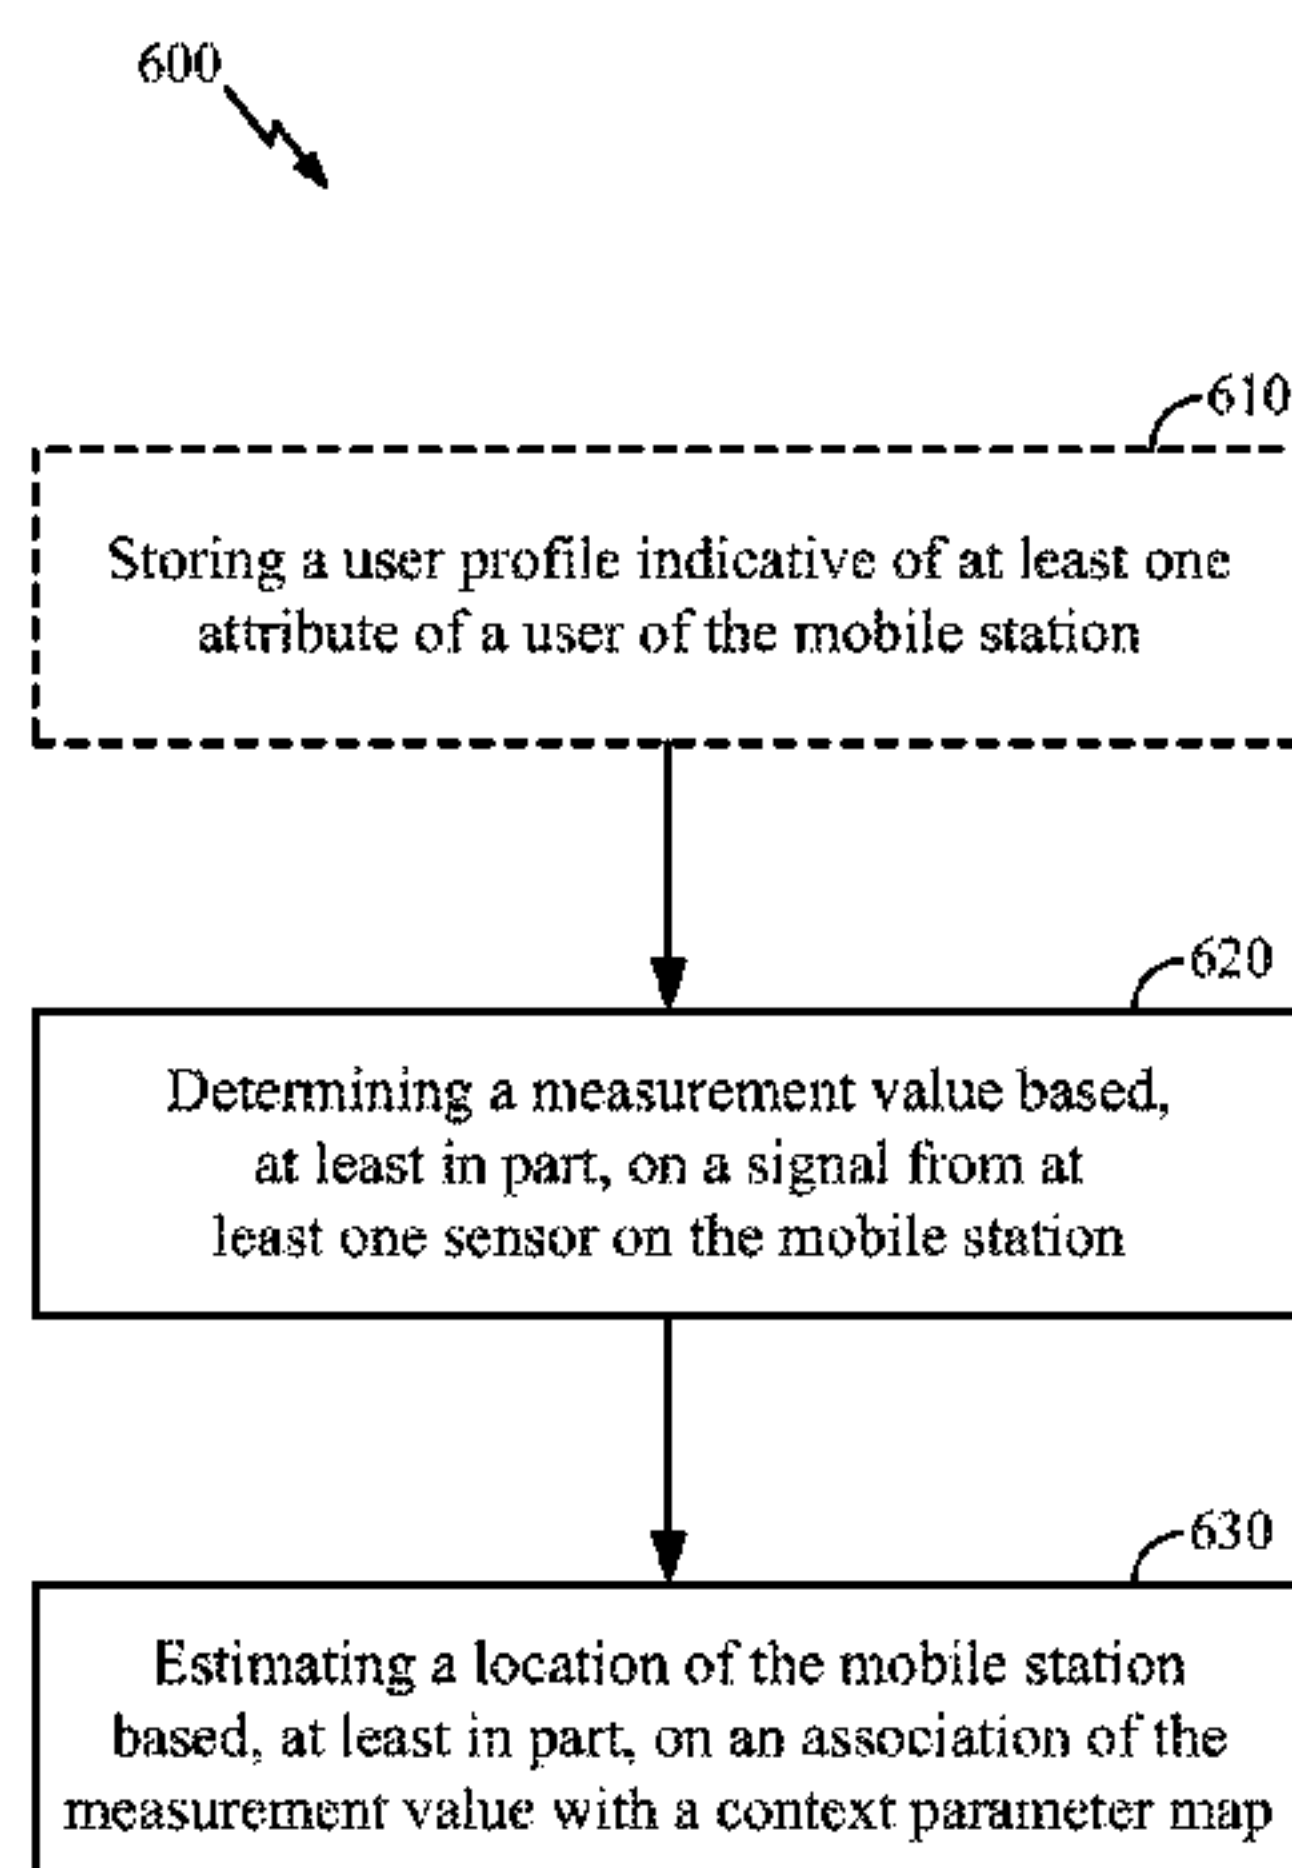 600
610
Storing a user profile indicative of at least one
attribute of a user of the mobile station
620
Determining a measurement value based,
at least in part, on a signal from at
least one sensor on the mobile station
630
Estimating a location of the mobile station
based, at least in part, on an association of the
measurement value with a context parameter map